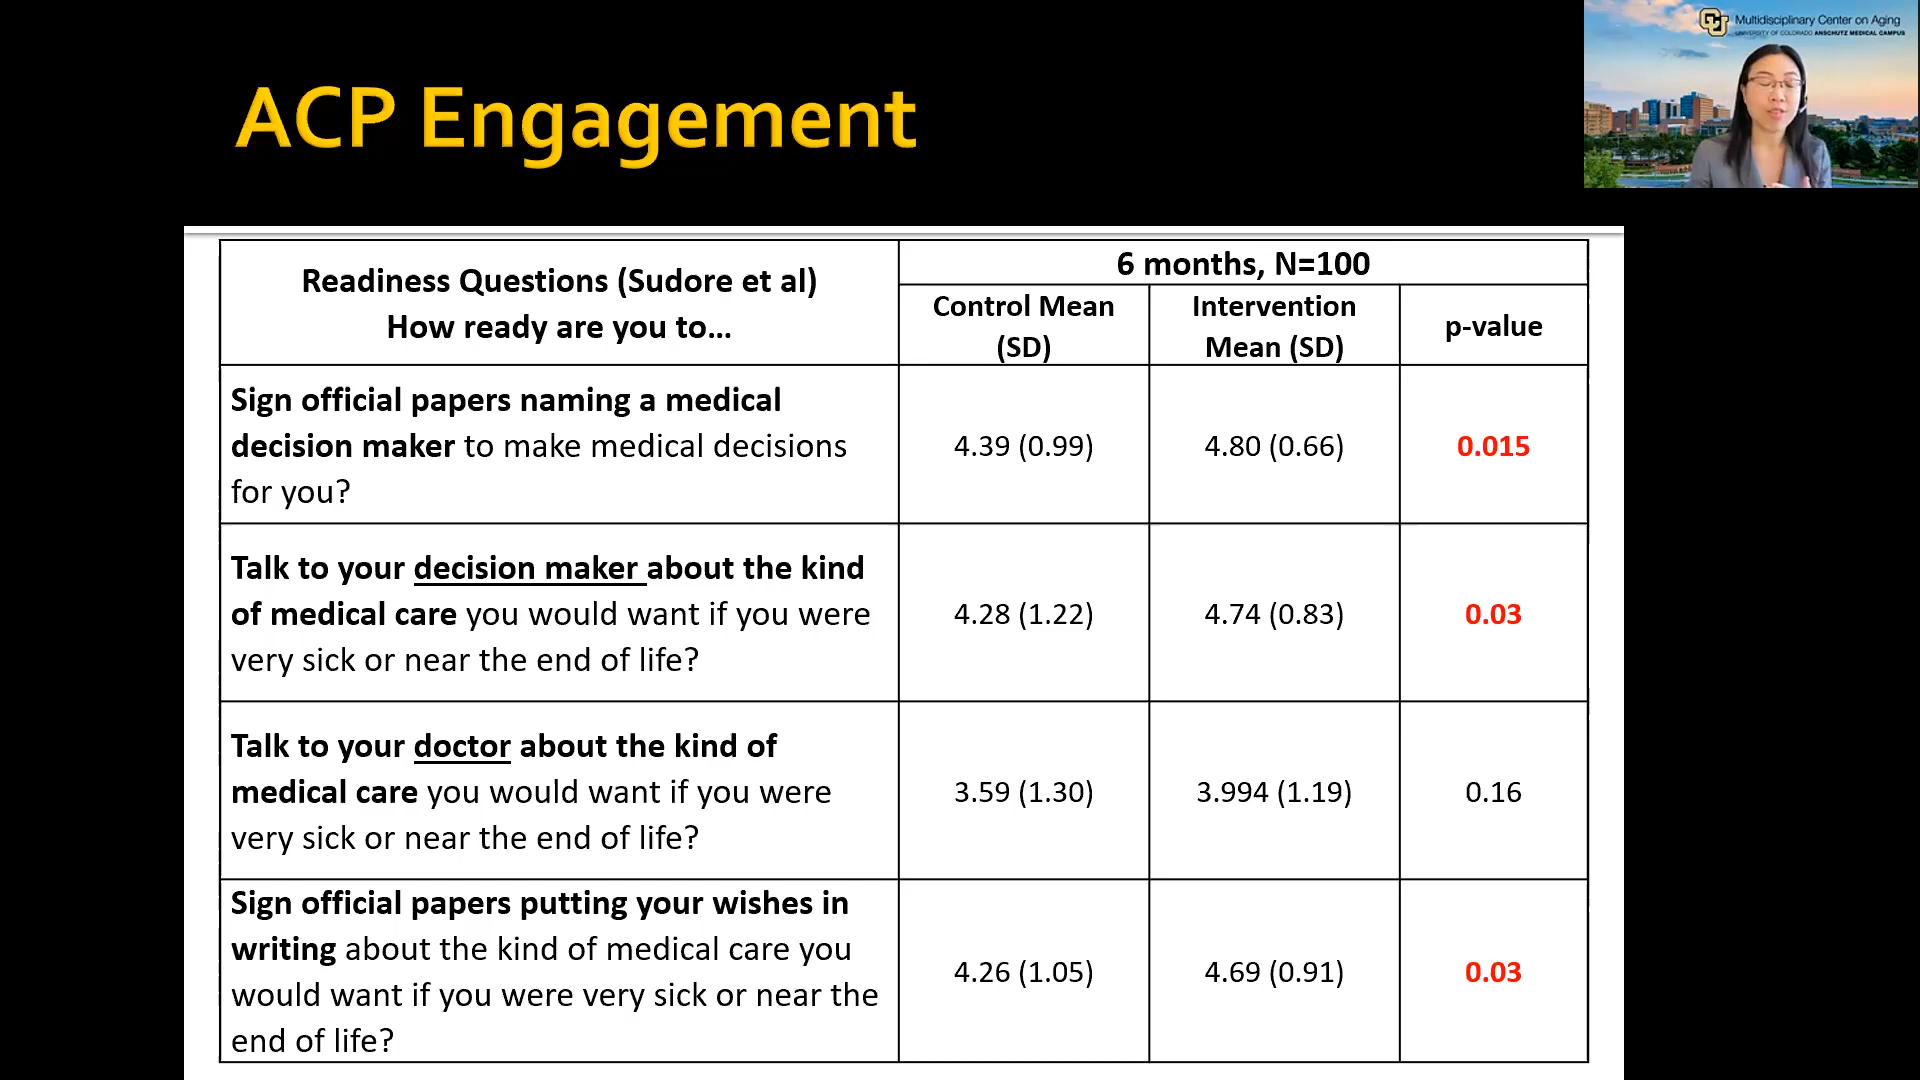 Multidisciplinary Center on Aging
UNIVERSITY OF COLORADO ANSCHUTZ MEDICAL CAMPUS
ACP Engagement
Readiness Questions (Sudore et al)
How ready are you to...
6 months, N=100
Control Mean
(SD)
Intervention
Mean (SD)
p-value
Sign official papers naming a medical
decision maker to make medical decisions
for you?
4.39 (0.99)
4.80 (0.66)
0.015
Talk to your decision maker about the kind
of medical care you would want if you were
very sick or near the end of life?
4.28 (1.22)
4.74 (0.83)
0.03
Talk to your doctor about the kind of
medical care you would want if you were
very sick or near the end of life?
3.59 (1.30)
3.994 (1.19)
0.16
Sign official papers putting your wishes in
writing about the kind of medical care you
would want if you were very sick or near the
end of life?
4.26 (1.05)
4.69 (0.91)
0.03